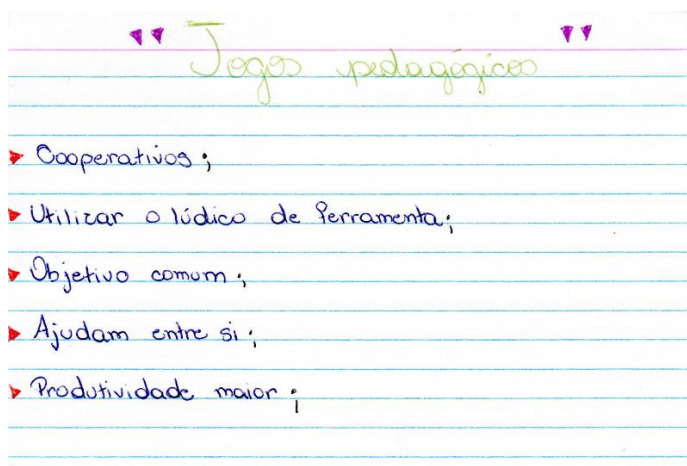 " Jogos pedagógicos "
Cooperativos;
Utilizar o lúdico de ferramenta;
Objetivo comum;
Ajudam entre si;
Produtividade maior;